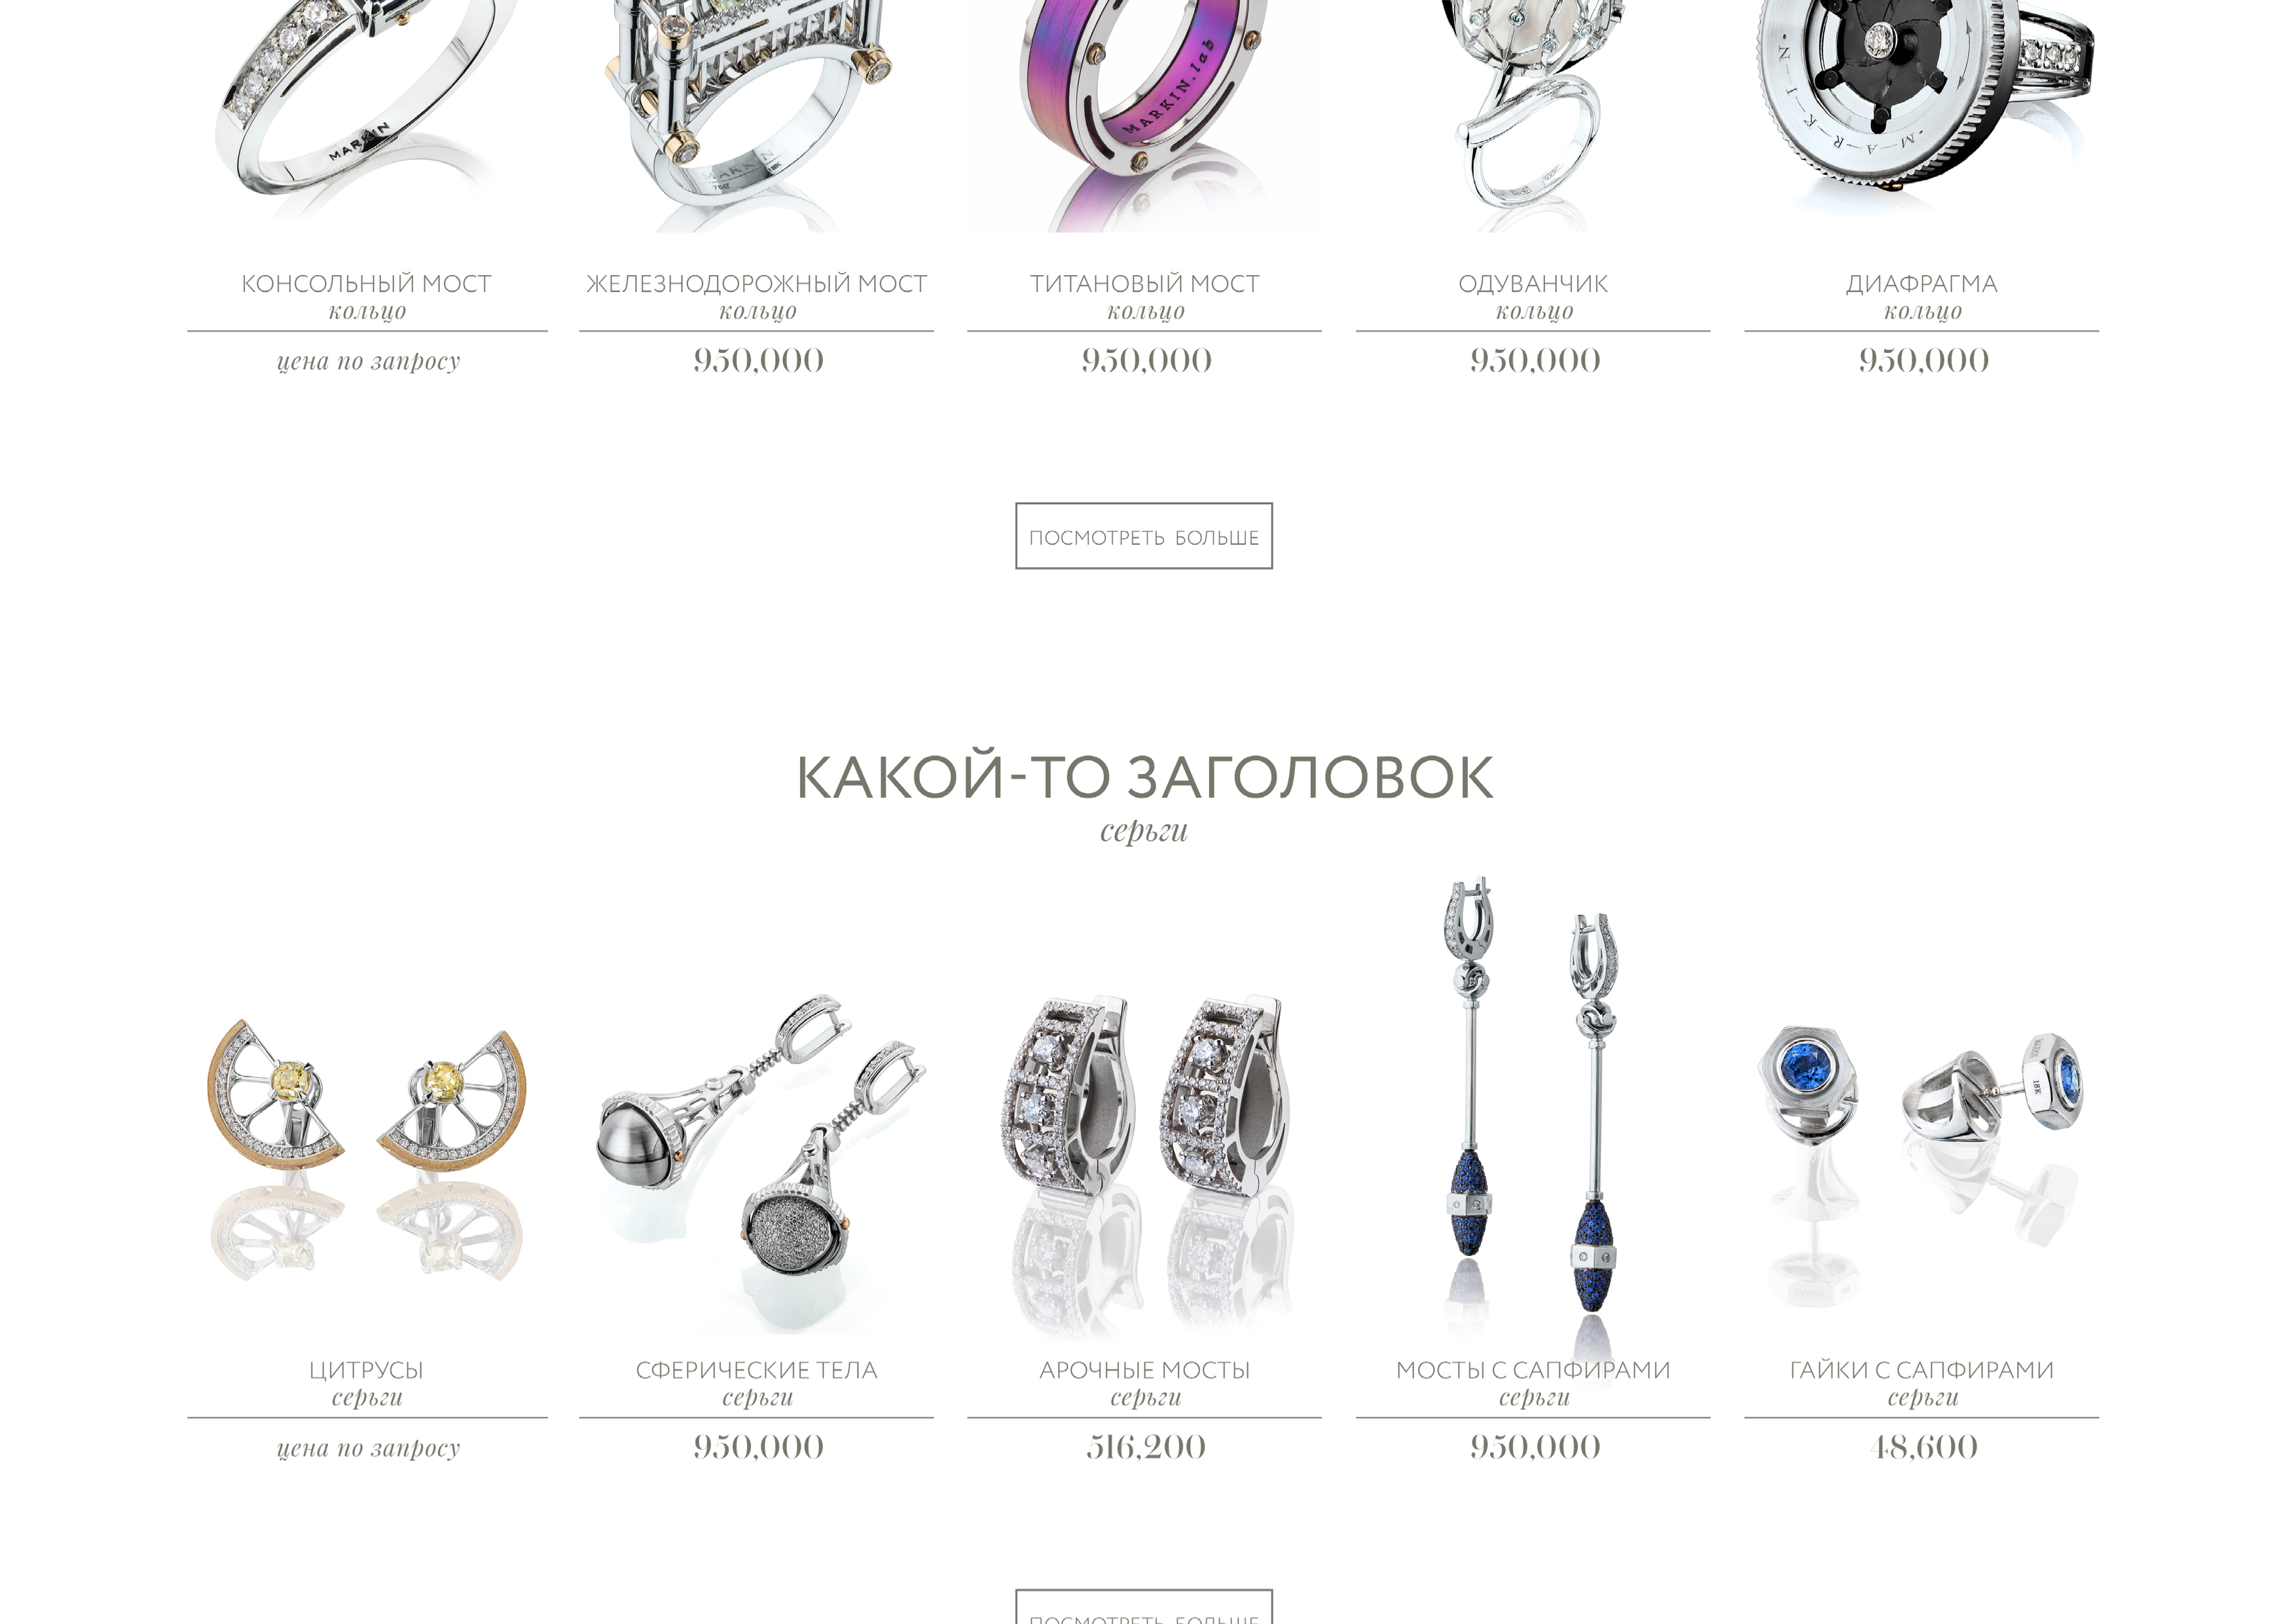 MARKIN
MARKIN.lab
M—A—R—K—I—N
КОНСОЛЬНЫЙ МОСТ
кольцо
цена по запросу
ЖЕЛЕЗНОДОРОЖНЫЙ МОСТ
кольцо
950,000
ТИТАНОВЫЙ МОСТ
кольцо
950,000
ОДУВАНЧИК
кольцо
950,000
ДИАФРАГМА
кольцо
950,000
ПОСМОТРЕТЬ БОЛЬШЕ
КАКОЙ-ТО ЗАГОЛОВОК
серьги
18K
ЦИТРУСЫ
серьги
цена по запросу
СФЕРИЧЕСКИЕ ТЕЛА
серьги
950,000
АРОЧНЫЕ МОСТЫ
серьги
516,200
МОСТЫ С САПФИРАМИ
серьги
950,000
ГАЙКИ С САПФИРАМИ
серьги
48,600
ПОСМОТРЕТЬ БОЛЬШЕ